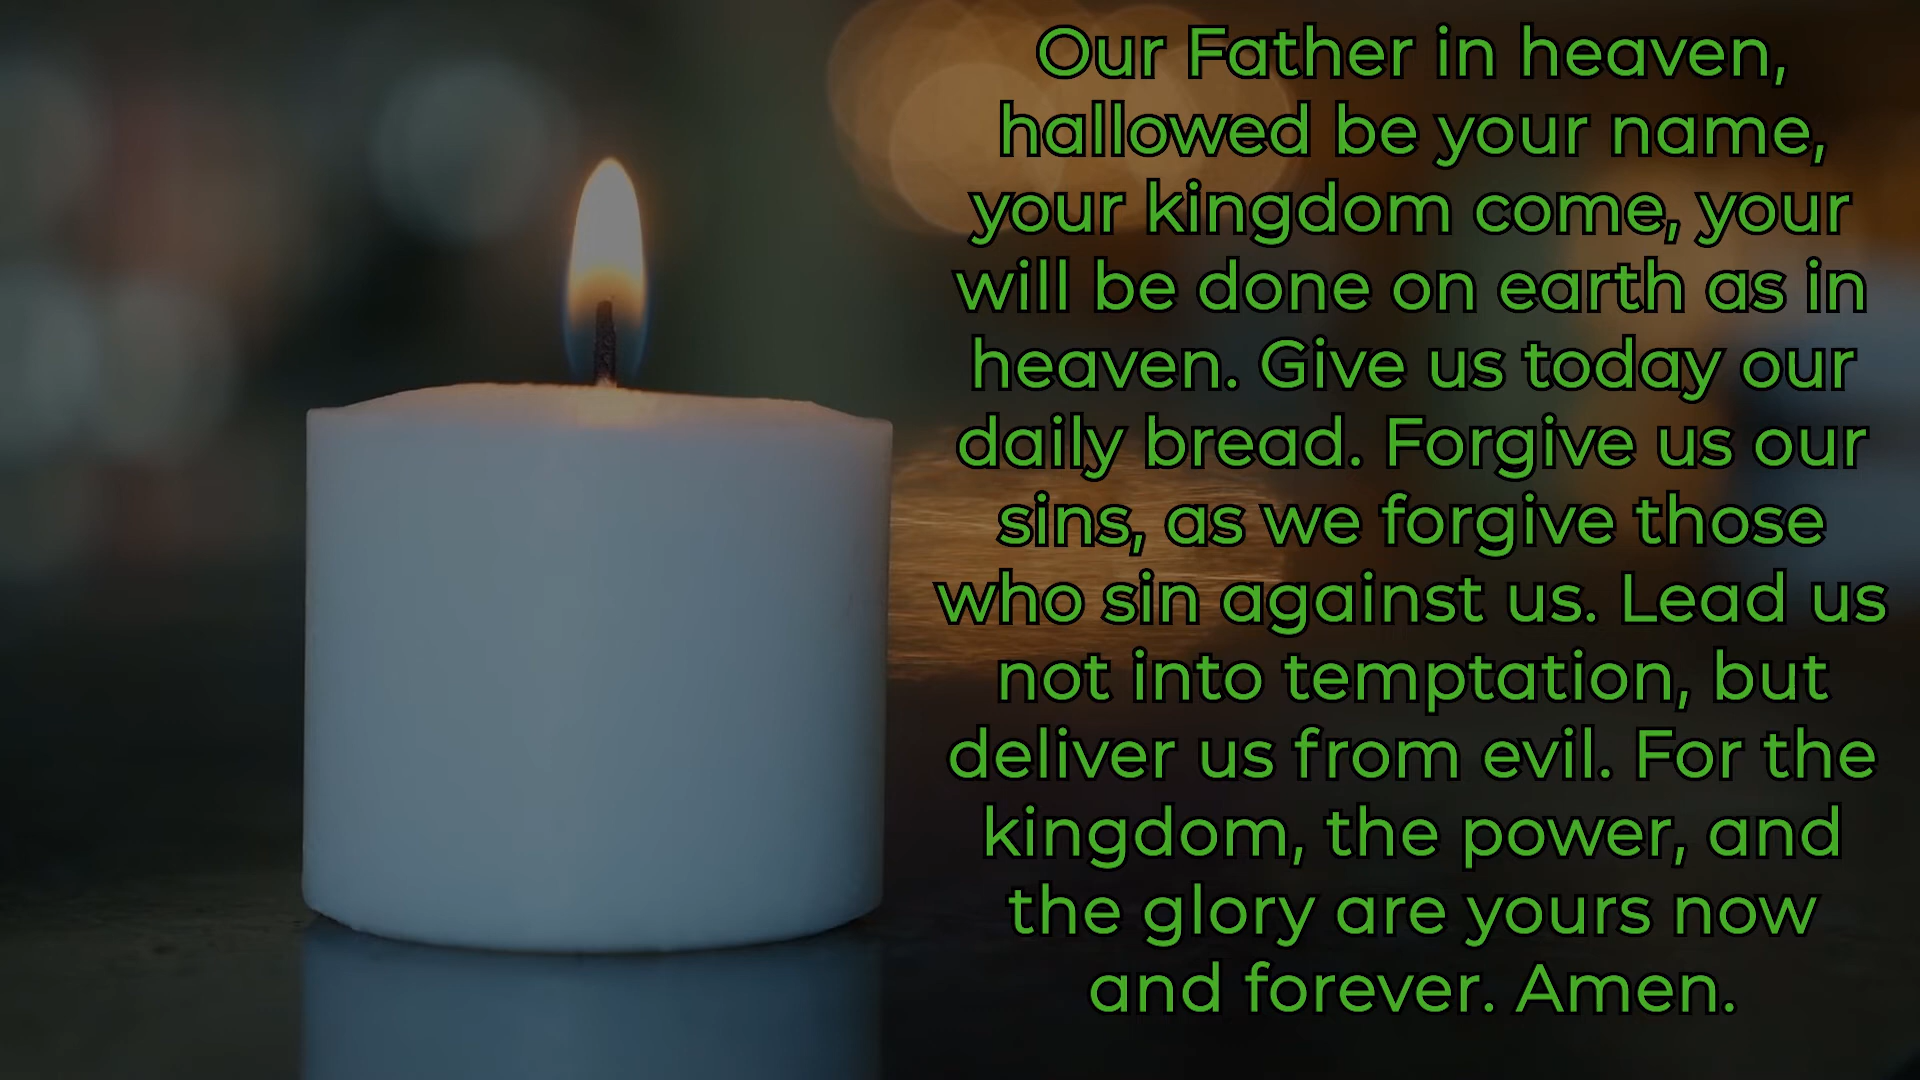 Our Father in heaven,
hallowed be your name,
your kingdom come, your
will be done on earth as in
heaven. Give us today our
daily bread. Forgive us our
sins, as we forgive those
who sin against us. Lead us
not into temptation, but
deliver us from evil. For the
kingdom, the power, and
the glory are yours now
and forever. Amen.